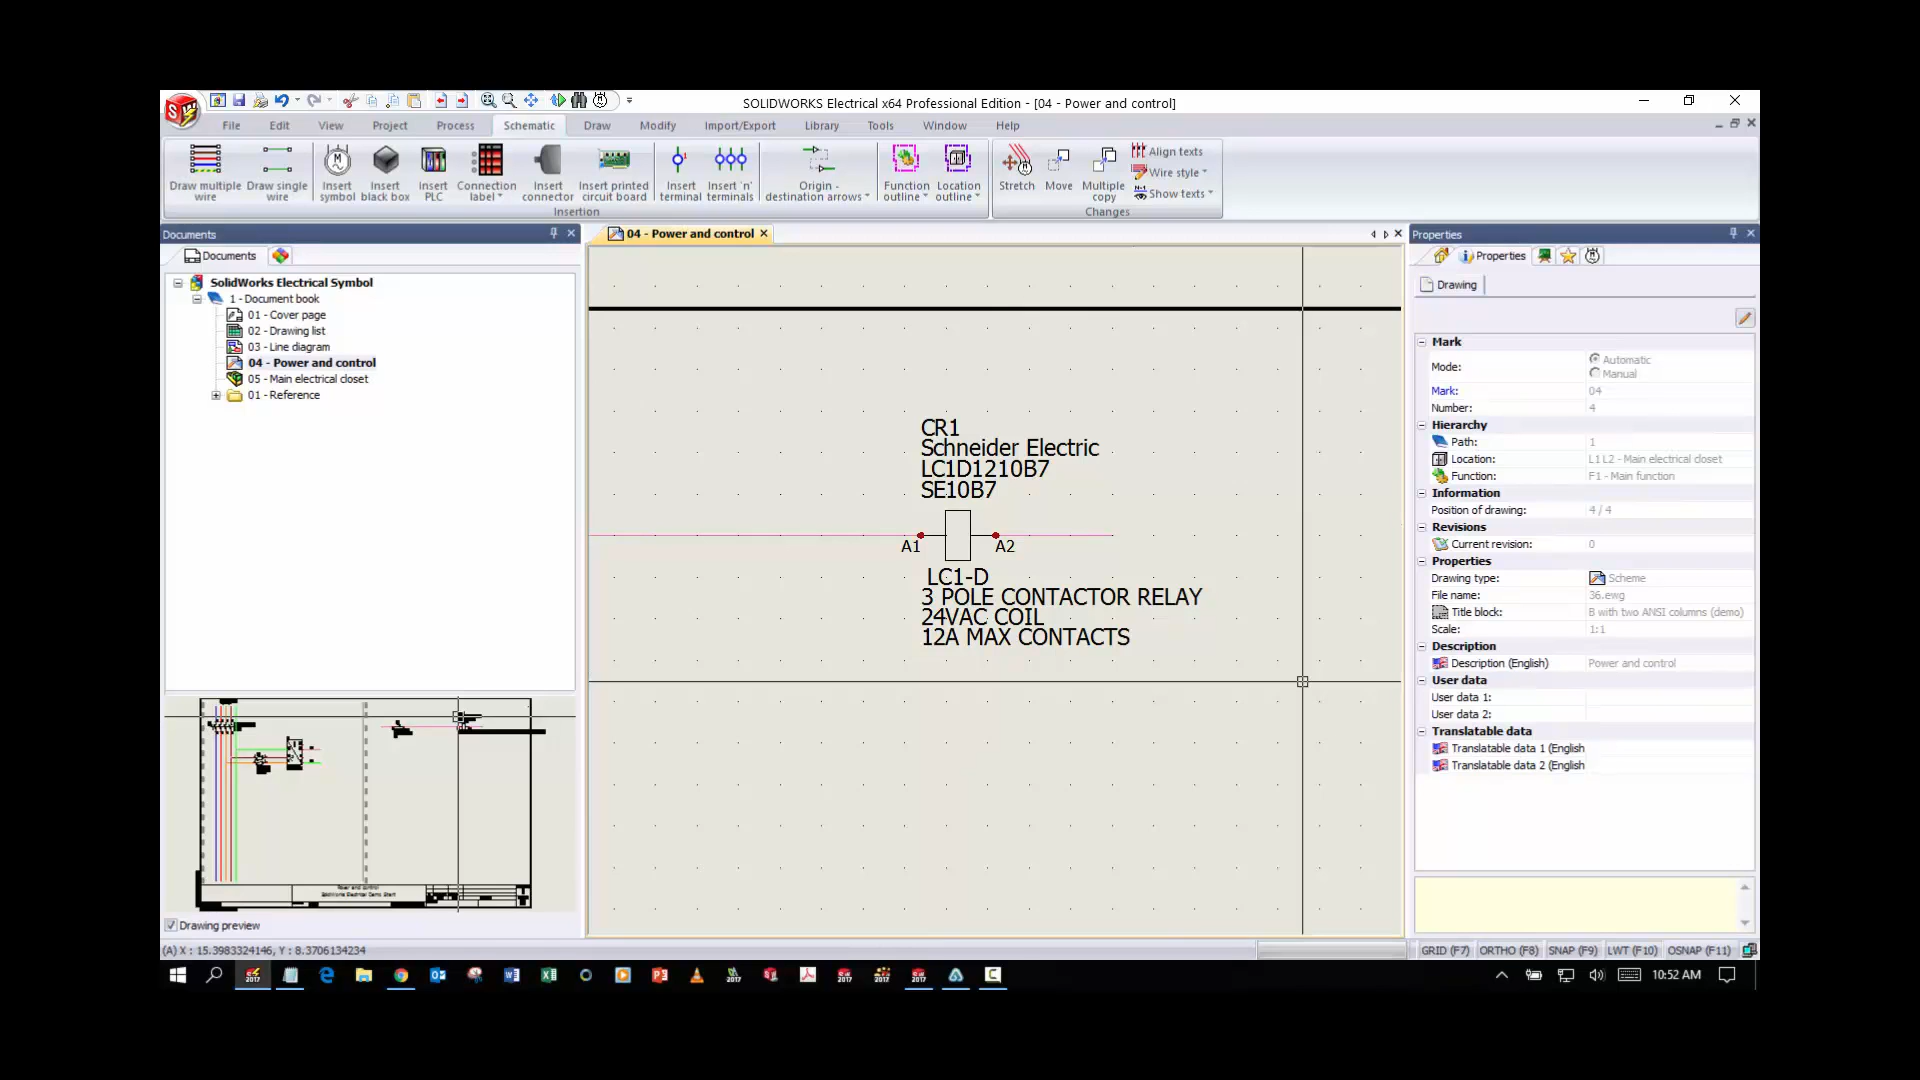 SOLIDWORKS Electrical x64 Professional Edition - [04 - Power and control]
File Edit View Project Process Schematic Draw Modify Import/Export Library Tools Window Help
Draw multiple wire
Draw single wire
Insert symbol
Insert black box
Insert PLC
Connection label
Insert connector
Insert printed circuit board
Insert terminal
Insert 'n' terminals
Origin - destination arrows
Function outline
Location outline
Stretch
Move
Multiple copy
Align texts
Wire style
Show texts
Insertion
Changes
Documents
Documents
SolidWorks Electrical Symbol
1 - Document book
01 - Cover page
02 - Drawing list
03 - Line diagram
04 - Power and control
05 - Main electrical closet
01 - Reference
Drawing preview
04 - Power and control
CR1
Schneider Electric
LC1D1210B7
SE10B7
A1 A2
LC1-D
3 POLE CONTACTOR RELAY
24VAC COIL
12A MAX CONTACTS
Properties
Properties
Drawing
Mark
Mode: Automatic
Manual
Mark: 04
Number: 4
Hierarchy
Path: 1
Location: L1 L2 - Main electrical closet
Function: F1 - Main function
Information
Position of drawing: 4 / 4
Revisions
Current revision: 0
Properties
Drawing type: Scheme
File name: 36.ewg
Title block: B with two ANSI columns (demo)
Scale: 1:1
Description
Description (English) Power and control
User data
User data 1:
User data 2:
Translatable data
Translatable data 1 (English
Translatable data 2 (English
(A) X : 15.3983324146, Y : 8.3706134234
GRID (F7) ORTHO (F8) SNAP (F9) LWT (F10) OSNAP (F11)
10:52 AM